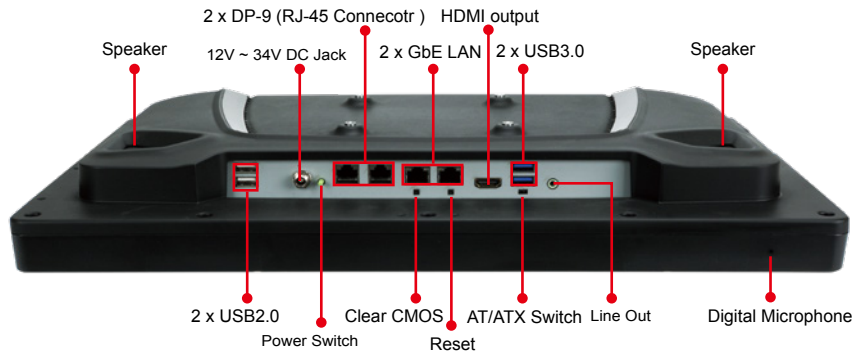 2 x DP-9 (RJ-45 Connecotr )
HDMI output
Speaker
12V ~ 34V DC Jack
2 x GbE LAN
2 x USB3.0
Speaker
2 x USB2.0
Power Switch
Clear CMOS
Reset
AT/ATX Switch
Line Out
Digital Microphone